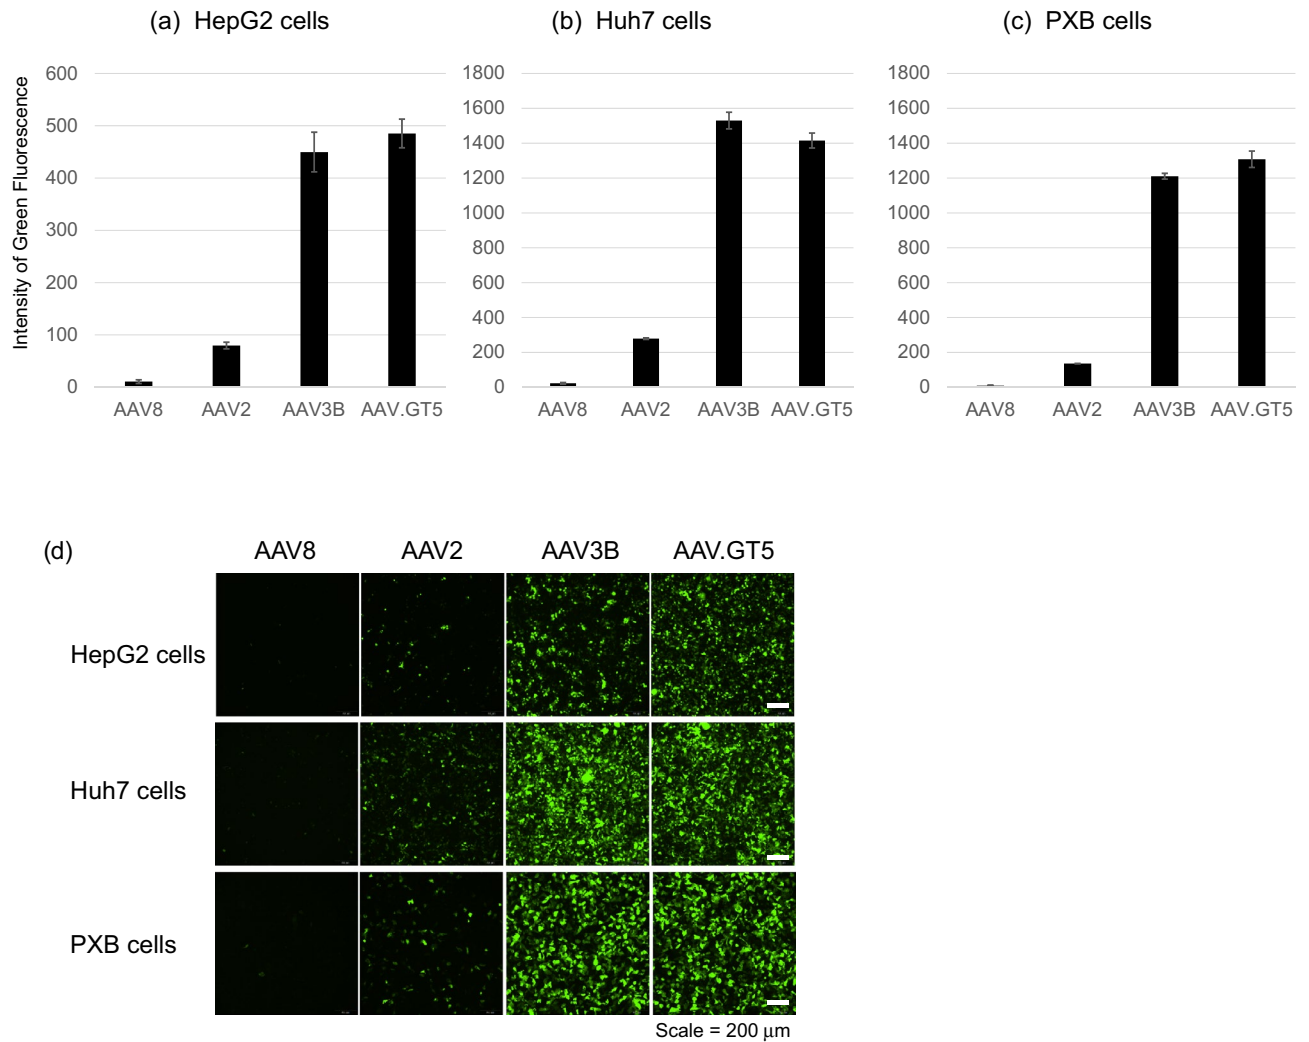 (a) HepG2 cells
(b) Huh7 cells
(c) PXB cells
Intensity of Green Fluorescence
600
500
400
300
200
100
0
AAV8 AAV2 AAV3B AAV.GT5
1800
1600
1400
1200
1000
800
600
400
200
0
AAV8 AAV2 AAV3B AAV.GT5
1800
1600
1400
1200
1000
800
600
400
200
0
AAV8 AAV2 AAV3B AAV.GT5
(d)
AAV8 AAV2 AAV3B AAV.GT5
HepG2 cells
Huh7 cells
PXB cells
Scale = 200 μm